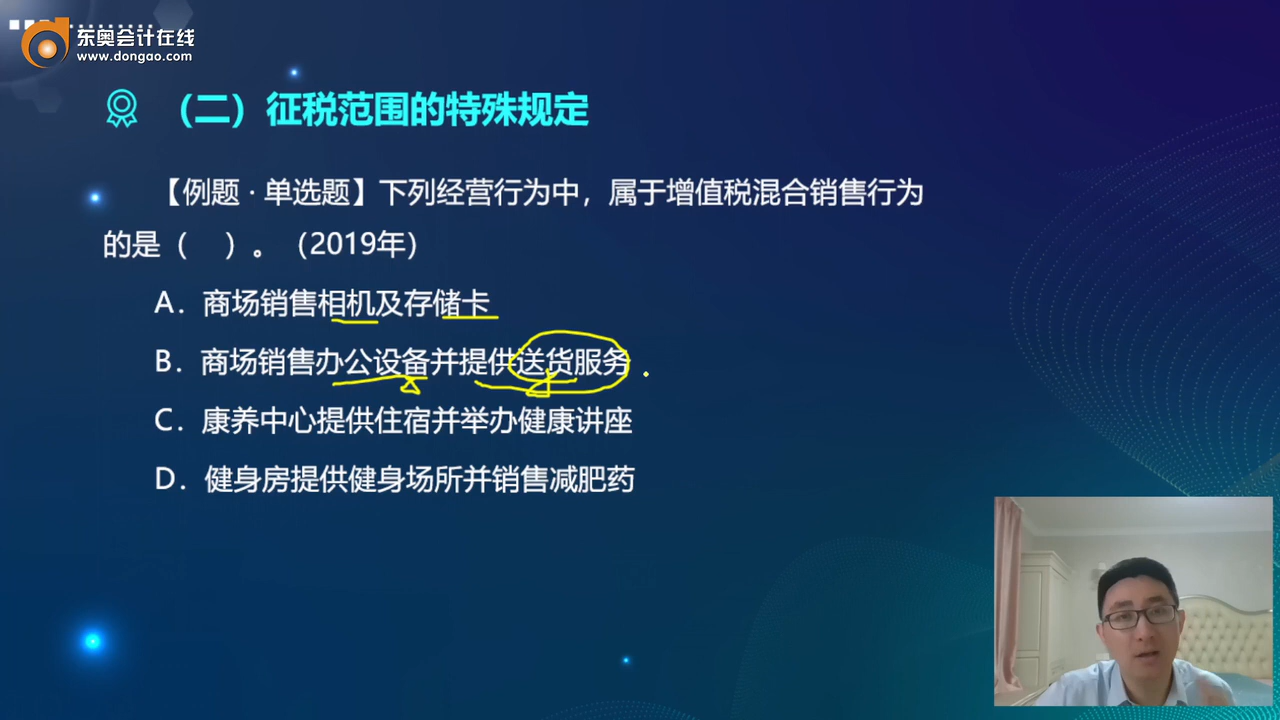 东奥会计在线
www.dongao.com
（二）征税范围的特殊规定
【例题·单选题】下列经营行为中，属于增值税混合销售行为
的是（ ）。（2019年）
A．商场销售相机及存储卡
B．商场销售办公设备并提供送货服务
C．康养中心提供住宿并举办健康讲座
D．健身房提供健身场所并销售减肥药